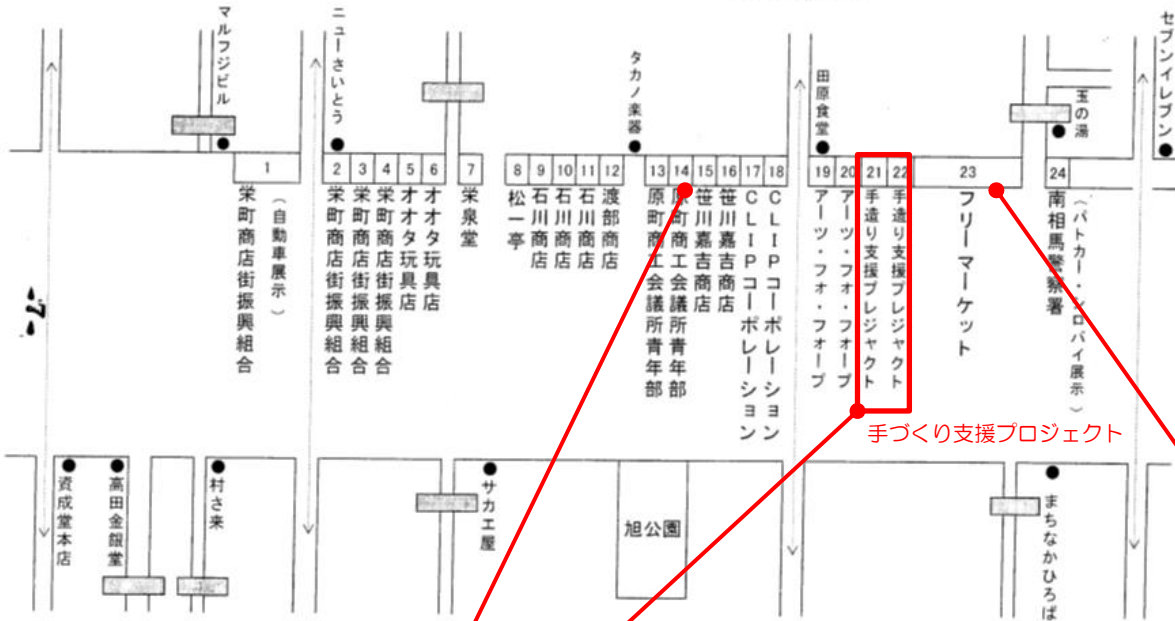 マルフジビル
ニューさいとう
タカノ楽器
田原食堂
玉の湯
セブンイレブン
1
栄町商店街振興組合
（自動車展示）
2
栄町商店街振興組合
3
栄町商店街振興組合
4
栄町商店街振興組合
5
オオタ玩具店
6
オオタ玩具店
7
栄泉堂
8
松一亭
9
石川商店
10
石川商店
11
石川商店
12
渡部商店
13
原町商工会議所青年部
14
原町商工会議所青年部
15
笹川嘉吉商店
16
笹川嘉吉商店
17
CLIPコーポレーション
18
CLIPコーポレーション
19
アーツ・フォ・フォープ
20
アーツ・フォ・フォープ
21
手造り支援プレジャクト
22
手造り支援プレジャクト
23
フリーマーケット
24
南相馬警察署
（パトカー・シロバイ展示）
手づくり支援プロジェクト
-7-
資成堂本店
高田金銀堂
村さ来
サカエ屋
旭公園
まちなかひろば